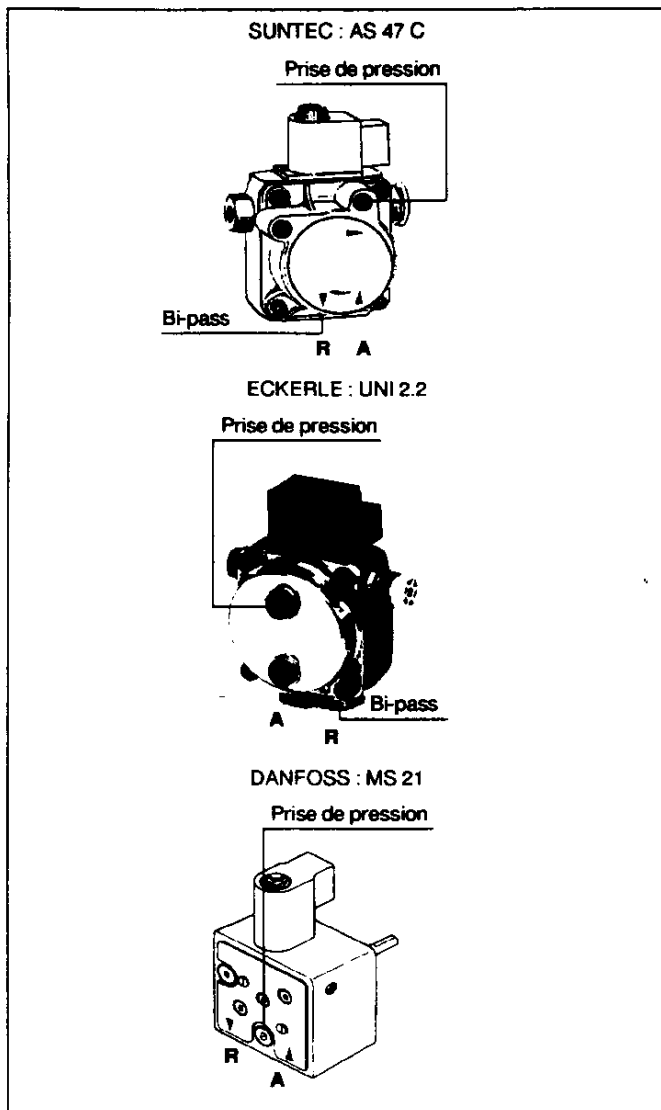 SUNTEC : AS 47 C
Prise de pression
Bi-pass
R A
ECKERLE : UNI 2.2
Prise de pression
A
Bi-pass
R
DANFOSS : MS 21
Prise de pression
R
A